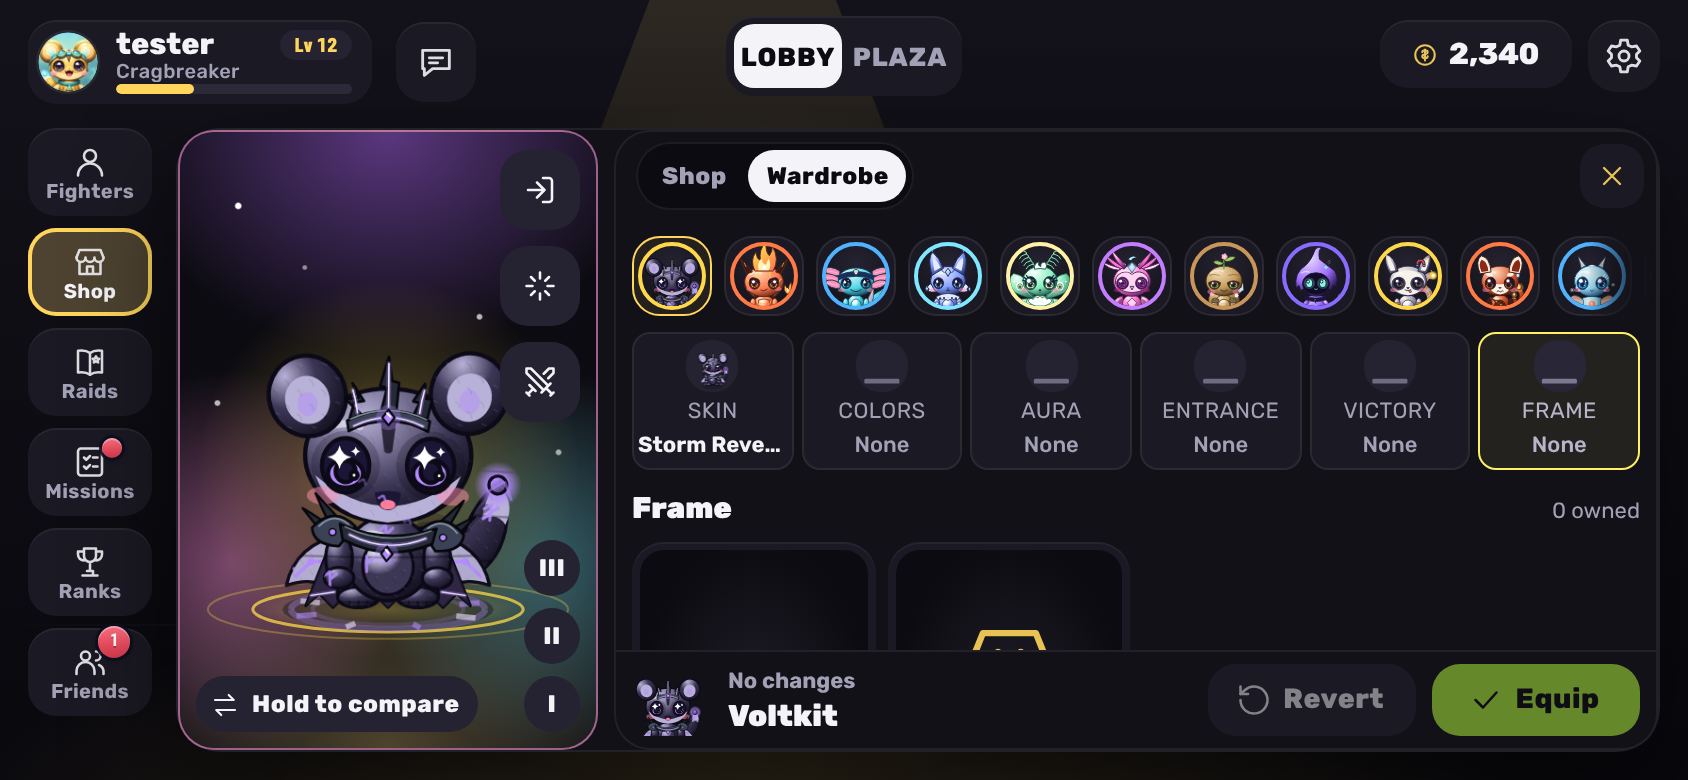 tester
Lv 12
Cragbreaker
LOBBY
PLAZA
2,340
Fighters
Shop
Raids
Missions
Ranks
1
Friends
III
II
I
Hold to compare
Shop
Wardrobe
SKIN
Storm Reve...
COLORS
None
AURA
None
ENTRANCE
None
VICTORY
None
FRAME
None
Frame
0 owned
No changes
Voltkit
Revert
Equip